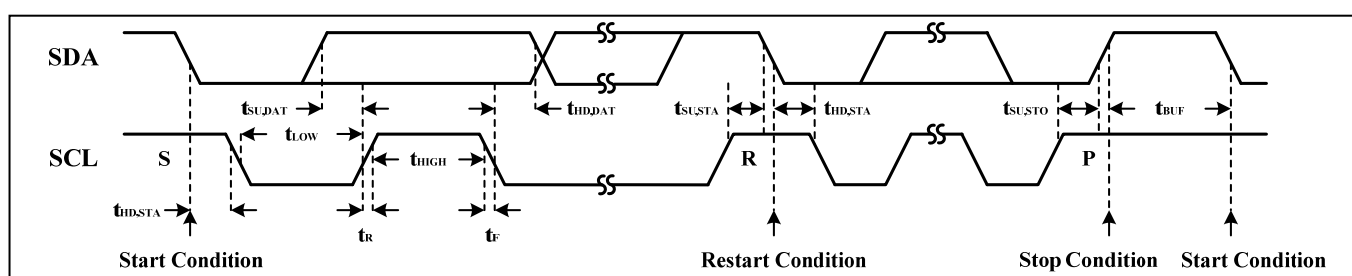 SDA
tSU,DAT tHD,DAT tSU,STA tHD,STA tSU,STO tBUF
tLOW
SCL S tHIGH R P
tHD,STA
tR tF
Start Condition Restart Condition Stop Condition Start Condition